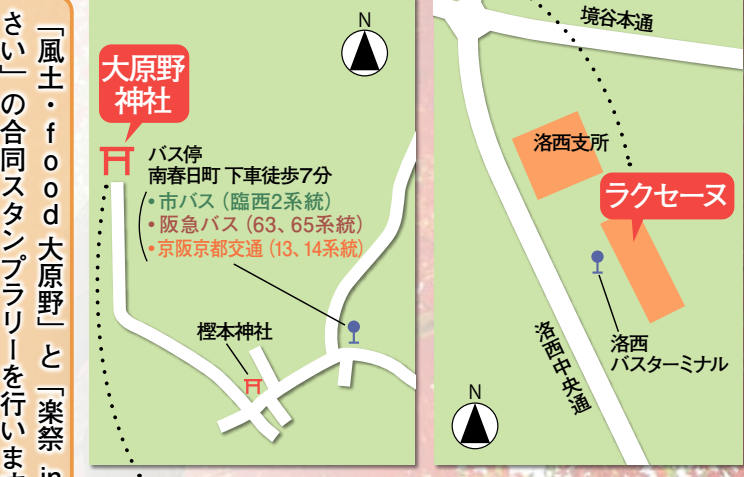 「風土・food 大原野」と「楽祭 in
さい」の合同スタンプラリーを行いま
N
大原野
神社
バス停
南春日町 下車徒歩7分
・市バス(臨西2系統)
・阪急バス(63、65系統)
・京阪京都交通(13、14系統)
樫本神社
境谷本通
洛西支所
ラクセーヌ
洛西
バスターミナル
洛西中央通
N